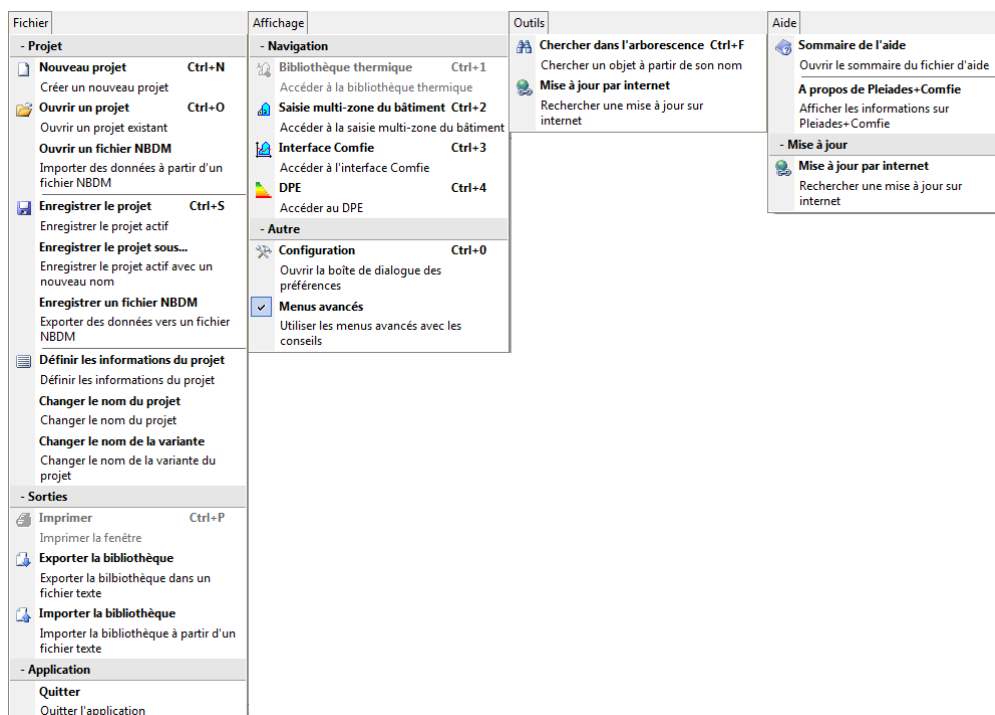 Fichier
- Projet
Nouveau projet Ctrl+N
Créer un nouveau projet
Ouvrir un projet Ctrl+O
Ouvrir un projet existant
Ouvrir un fichier NBDM
Importer des données à partir d'un
fichier NBDM
Enregistrer le projet Ctrl+S
Enregistrer le projet actif
Enregistrer le projet sous...
Enregistrer le projet actif avec un
nouveau nom
Enregistrer un fichier NBDM
Exporter des données vers un fichier
NBDM
Définir les informations du projet
Définir les informations du projet
Changer le nom du projet
Changer le nom du projet
Changer le nom de la variante
Changer le nom de la variante du
projet
- Sorties
Imprimer Ctrl+P
Imprimer la fenêtre
Exporter la bibliothèque
Exporter la bilbiothèque dans un
fichier texte
Importer la bibliothèque
Importer la bibliothèque à partir d'un
fichier texte
- Application
Quitter
Quitter l'application
Affichage
- Navigation
Bibliothèque thermique Ctrl+1
Accéder à la bibliothèque thermique
Saisie multi-zone du bâtiment Ctrl+2
Accéder à la saisie multi-zone du bâtiment
Interface Comfie Ctrl+3
Accéder à l'interface Comfie
DPE Ctrl+4
Accéder au DPE
- Autre
Configuration Ctrl+0
Ouvrir la boîte de dialogue des
préférences
Menus avancés
Utiliser les menus avancés avec les
conseils
Outils
Chercher dans l'arborescence Ctrl+F
Chercher un objet à partir de son nom
Mise à jour par internet
Rechercher une mise à jour sur
internet
Aide
Sommaire de l'aide
Ouvrir le sommaire du fichier d'aide
A propos de Pleiades+Comfie
Afficher les informations sur
Pleiades+Comfie
- Mise à jour
Mise à jour par internet
Rechercher une mise à jour sur
internet